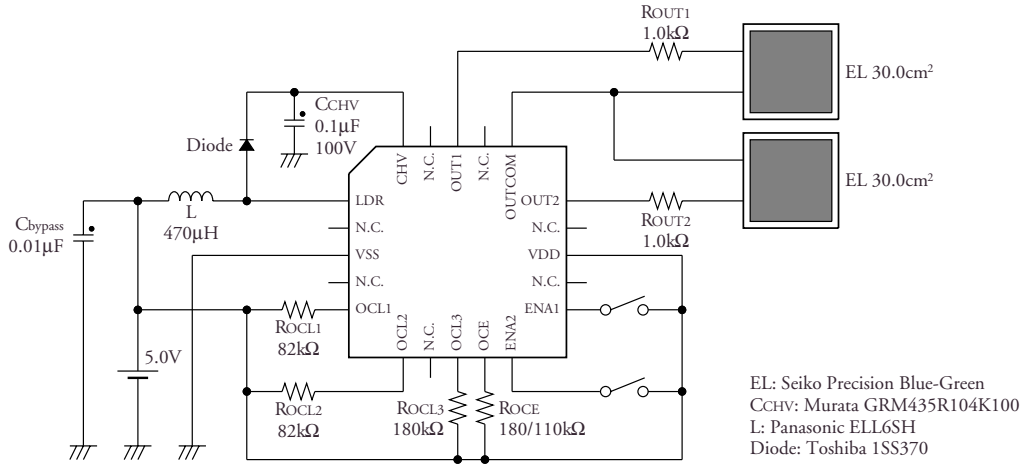 ROUT1
1.0kΩ
EL 30.0cm²
CCHV
0.1µF
100V
Diode
CHV
N.C.
OUT1
N.C.
OUTCOM
EL 30.0cm²
LDR
OUT2
L
470µH
ROUT2
1.0kΩ
Cbypass
0.01µF
N.C.
N.C.
VSS
VDD
N.C.
N.C.
OCL1
ENA1
ROCL1
82kΩ
OCL2
N.C.
OCL3
OCE
ENA2
5.0V
ROCL2
82kΩ
ROCL3
180kΩ
ROCE
180/110kΩ
EL: Seiko Precision Blue-Green
CCHV: Murata GRM435R104K100
L: Panasonic ELL6SH
Diode: Toshiba 1SS370